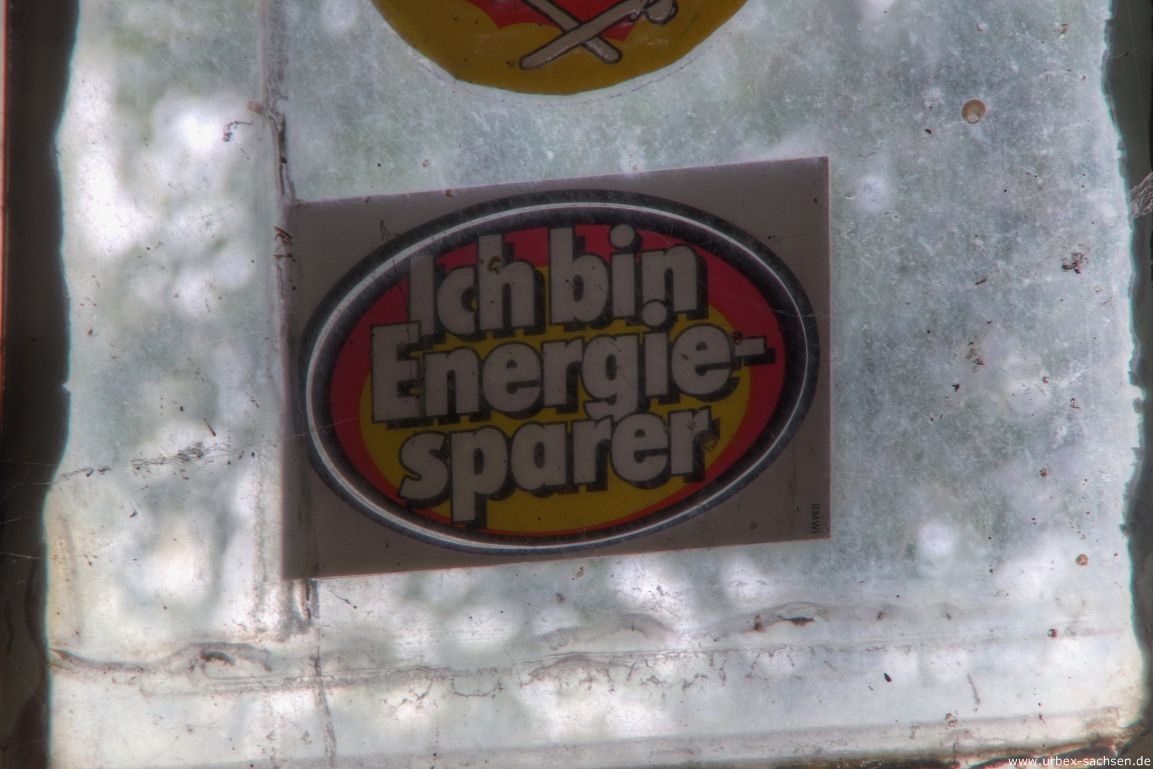 Ich bin
Energie-
sparer
BMWi
www.urbex-sachsen.de